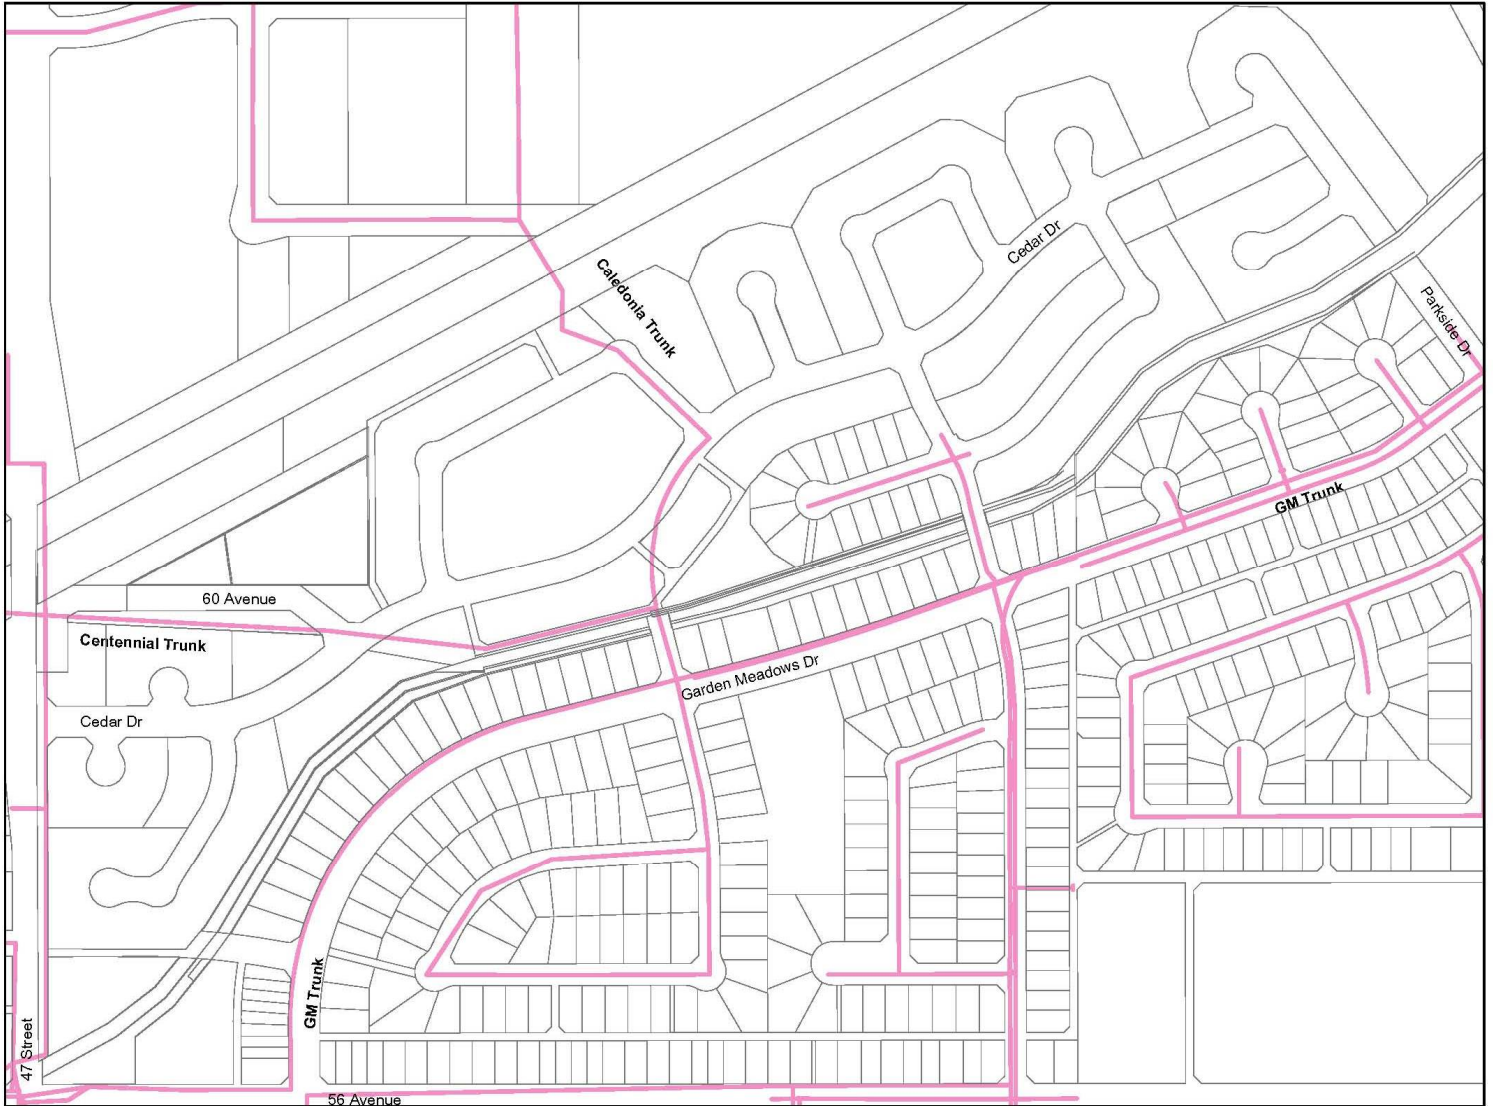 Cedar Dr
Caledonia Trunk
Parkside Dr
GM Trunk
60 Avenue
Centennial Trunk
Garden Meadows Dr
Cedar Dr
GM Trunk
47 Street
56 Avenue